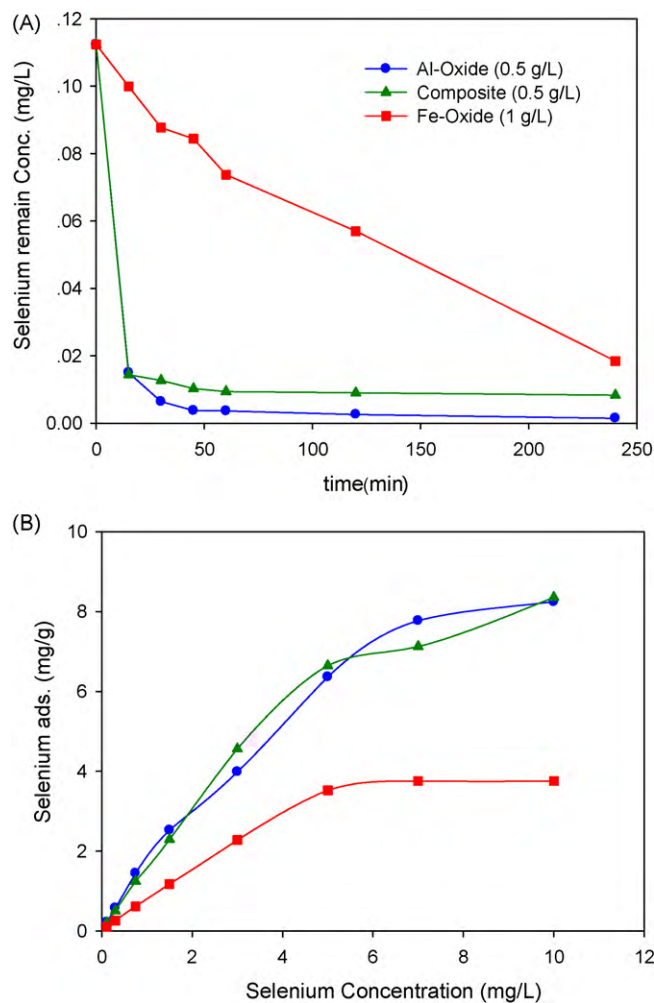 (A)
.12
.10
.08
.06
.04
.02
0.00
Selenium remain Conc. (mg/L)
Al-Oxide (0.5 g/L)
Composite (0.5 g/L)
Fe-Oxide (1 g/L)
0 50 100 150 200 250
time(min)
(B)
10
8
6
4
2
0
Selenium ads. (mg/g)
0 2 4 6 8 10 12
Selenium Concentration (mg/L)